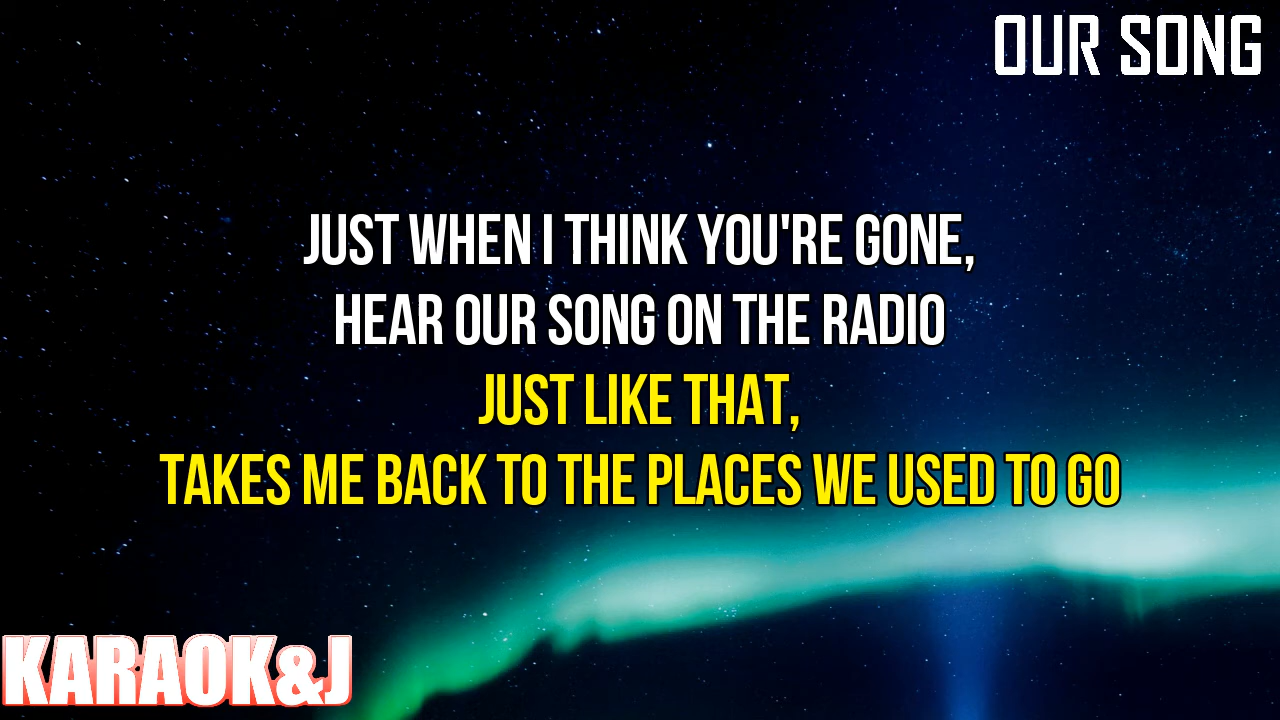 OUR SONG
JUST WHEN I THINK YOU'RE GONE,
HEAR OUR SONG ON THE RADIO
JUST LIKE THAT,
TAKES ME BACK TO THE PLACES WE USED TO GO
KARAOK&J